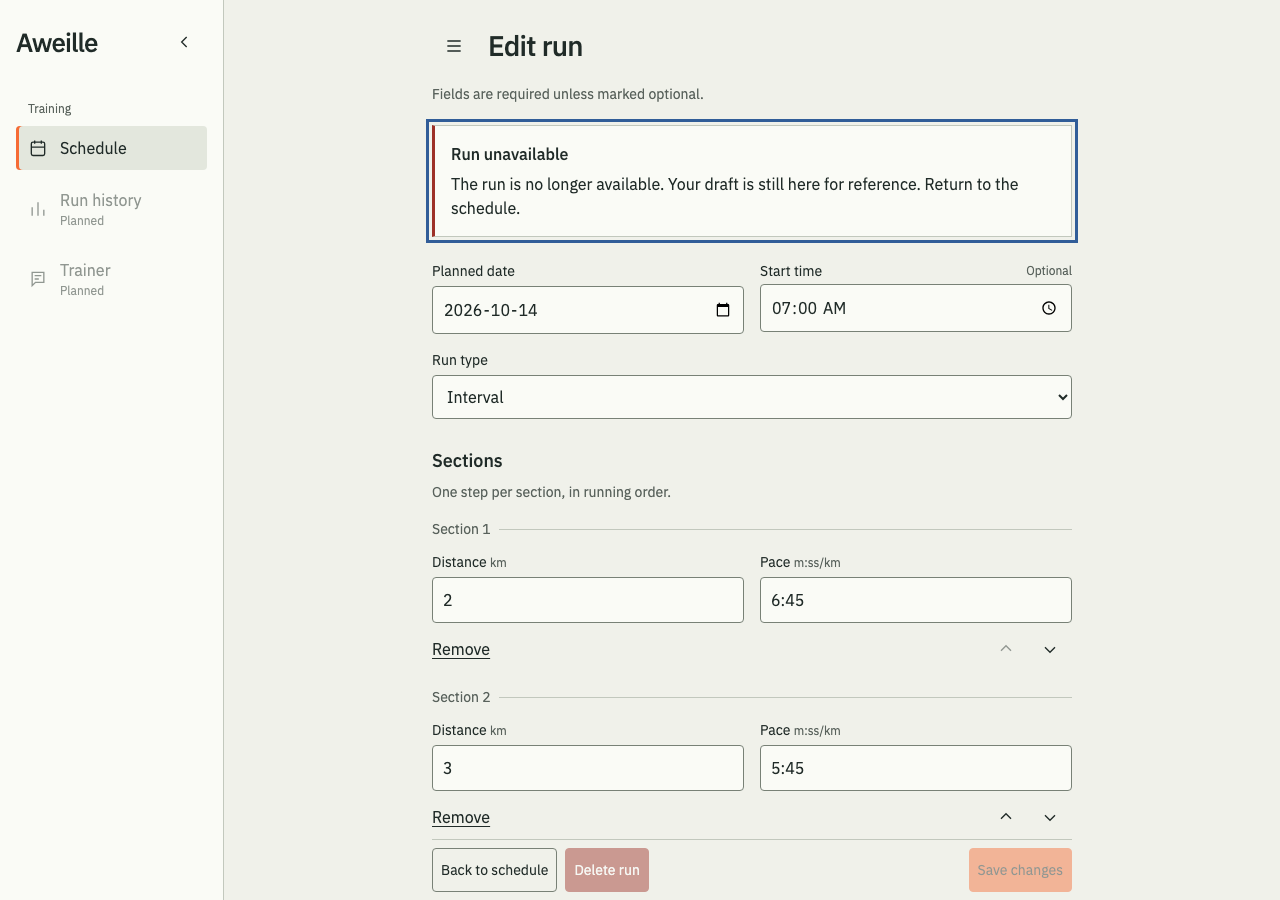 Aweille
Training
Schedule
Run history
Planned
Trainer
Planned
Edit run
Fields are required unless marked optional.
Run unavailable
The run is no longer available. Your draft is still here for reference. Return to the
schedule.
Planned date
Start time Optional
2026-10-14
07:00 AM
Run type
Interval
Sections
One step per section, in running order.
Section 1
Distance km
Pace m:ss/km
2
6:45
Remove
Section 2
Distance km
Pace m:ss/km
3
5:45
Remove
Back to schedule
Delete run
Save changes